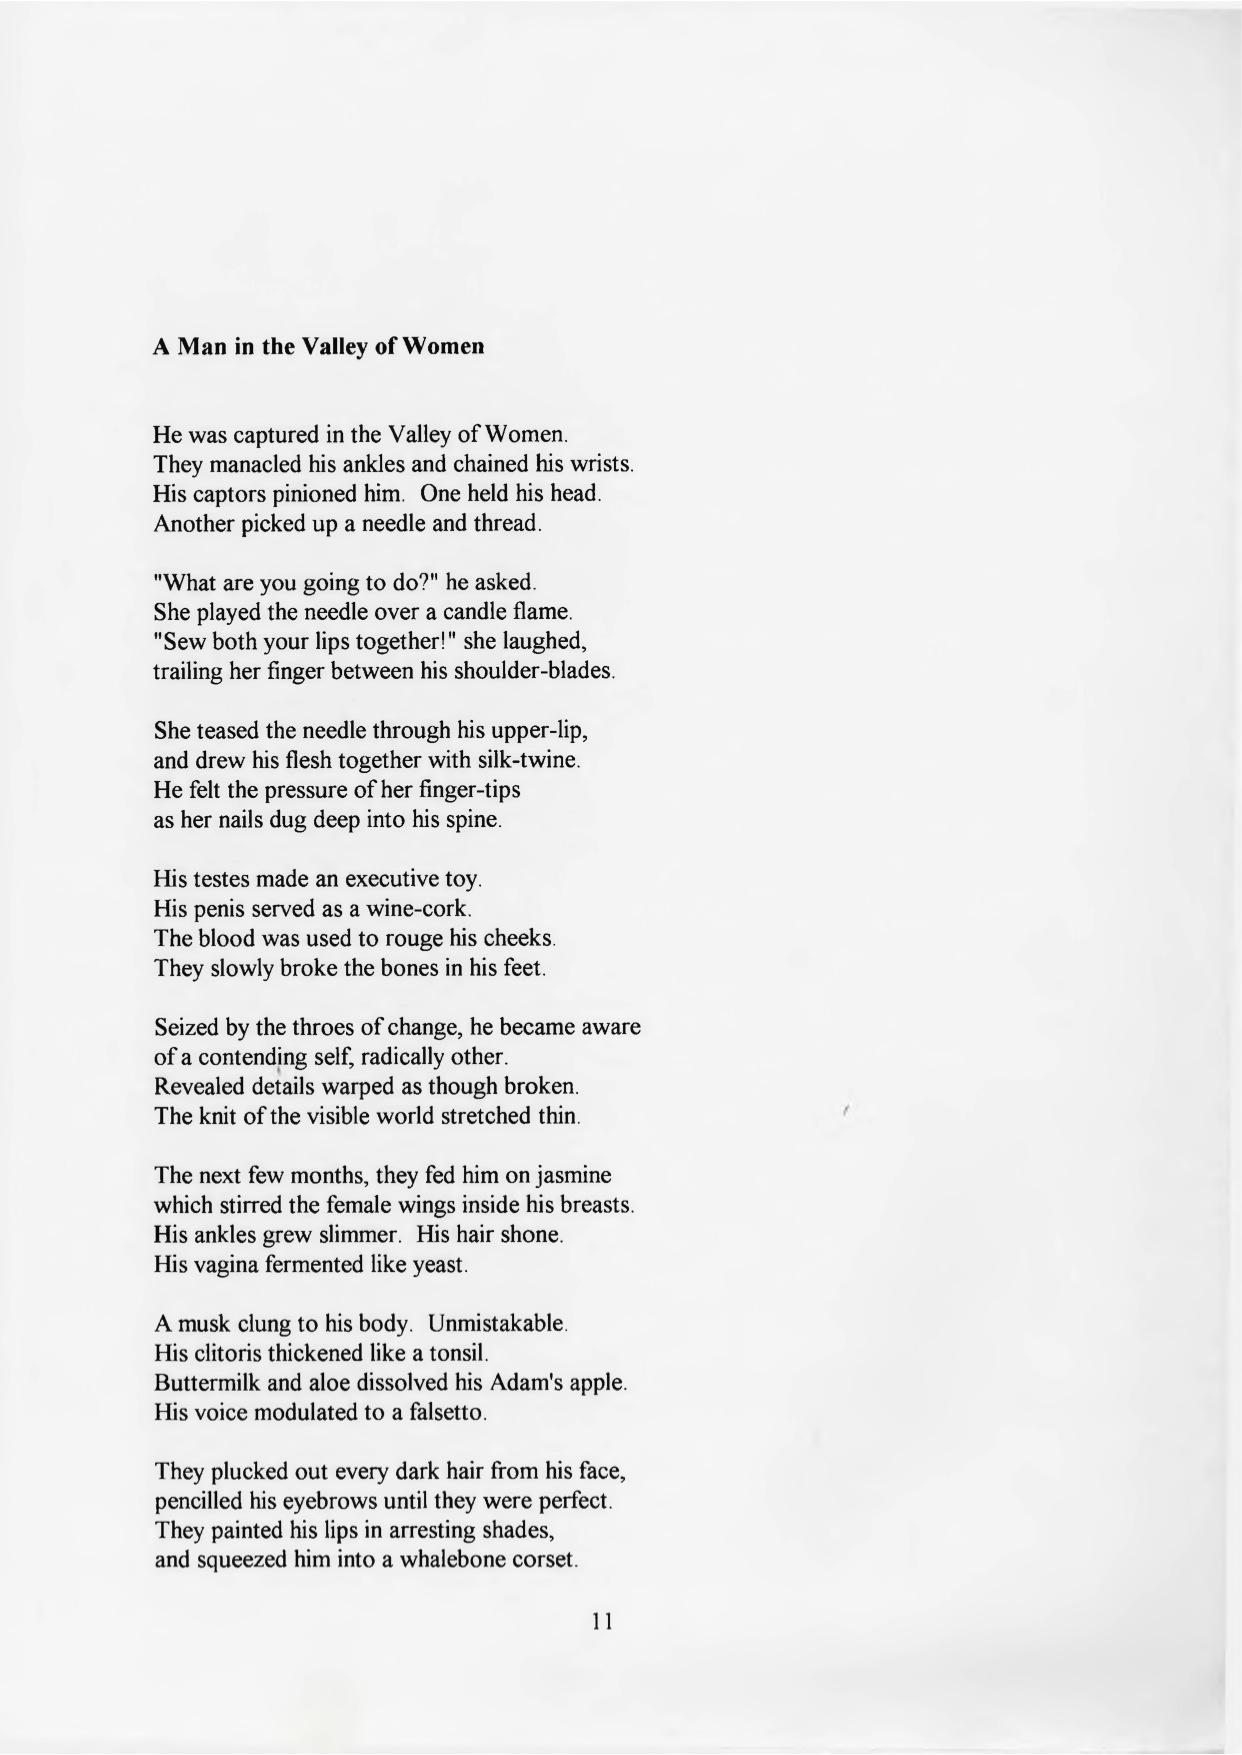 A Man in the Valley of Women
He was captured in the Valley of Women.
They manacled his ankles and chained his wrists.
His captors pinioned him. One held his head.
Another picked up a needle and thread.
"What are you going to do?" he asked.
She played the needle over a candle flame.
"Sew both your lips together!" she laughed,
trailing her finger between his shoulder-blades.
She teased the needle through his upper-lip,
and drew his flesh together with silk-twine.
He felt the pressure of her finger-tips
as her nails dug deep into his spine.
His testes made an executive toy.
His penis served as a wine-cork.
The blood was used to rouge his cheeks.
They slowly broke the bones in his feet.
Seized by the throes of change, he became aware
of a contending self, radically other.
Revealed details warped as though broken.
The knit of the visible world stretched thin.
The next few months, they fed him on jasmine
which stirred the female wings inside his breasts.
His ankles grew slimmer. His hair shone.
His vagina fermented like yeast.
A musk clung to his body. Unmistakable.
His clitoris thickened like a tonsil.
Buttermilk and aloe dissolved his Adam's apple.
His voice modulated to a falsetto.
They plucked out every dark hair from his face,
pencilled his eyebrows until they were perfect.
They painted his lips in arresting shades,
and squeezed him into a whalebone corset.
11